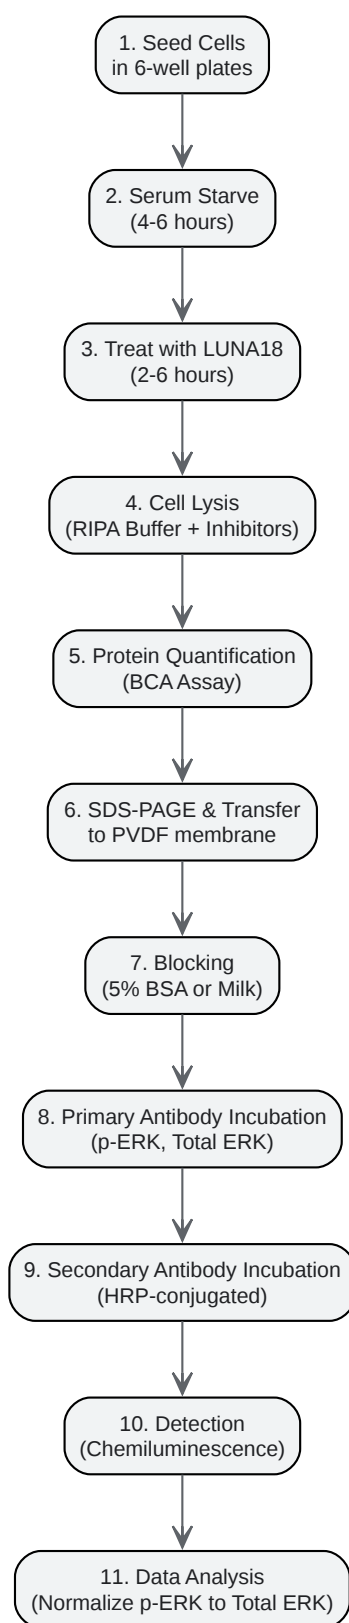 1. Seed Cells
in 6-well plates
2. Serum Starve
(4-6 hours)
3. Treat with LUNA18
(2-6 hours)
4. Cell Lysis
(RIPA Buffer + Inhibitors)
5. Protein Quantification
(BCA Assay)
6. SDS-PAGE & Transfer
to PVDF membrane
7. Blocking
(5% BSA or Milk)
8. Primary Antibody Incubation
(p-ERK, Total ERK)
9. Secondary Antibody Incubation
(HRP-conjugated)
10. Detection
(Chemiluminescence)
11. Data Analysis
(Normalize p-ERK to Total ERK)